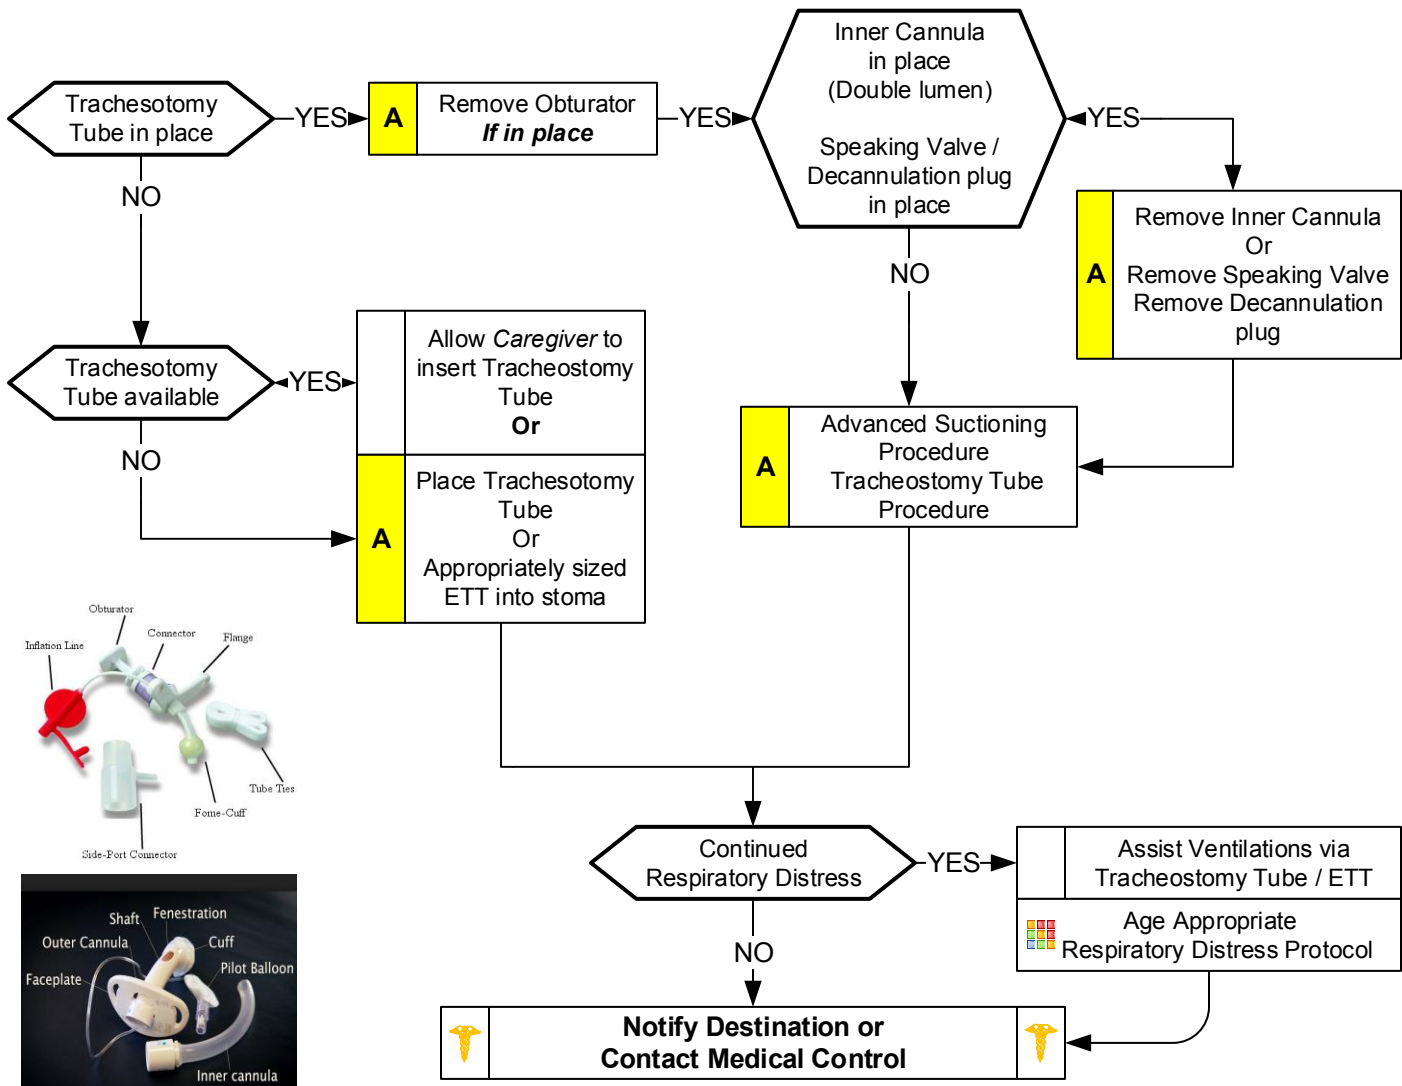 Trachesotomy
Tube in place
YES
A
Remove Obturator
If in place
YES
Inner Cannula
in place
(Double lumen)
Speaking Valve /
Decannulation plug
in place
YES
NO
NO
A
Remove Inner Cannula
Or
Remove Speaking Valve
Remove Decannulation
plug
Trachesotomy
Tube available
YES
Allow Caregiver to
insert Tracheostomy
Tube
Or
NO
A
Place Trachesotomy
Tube
Or
Appropriately sized
ETT into stoma
A
Advanced Suctioning
Procedure
Tracheostomy Tube
Procedure
Obturator
Connector
Flange
Inflation Line
Tube Ties
Fome-Cuff
Side-Port Connector
Continued
Respiratory Distress
YES
Assist Ventilations via
Tracheostomy Tube / ETT
Age Appropriate
Respiratory Distress Protocol
NO
Notify Destination or
Contact Medical Control
Shaft
Fenestration
Outer Cannula
Cuff
Pilot Balloon
Faceplate
Inner cannula